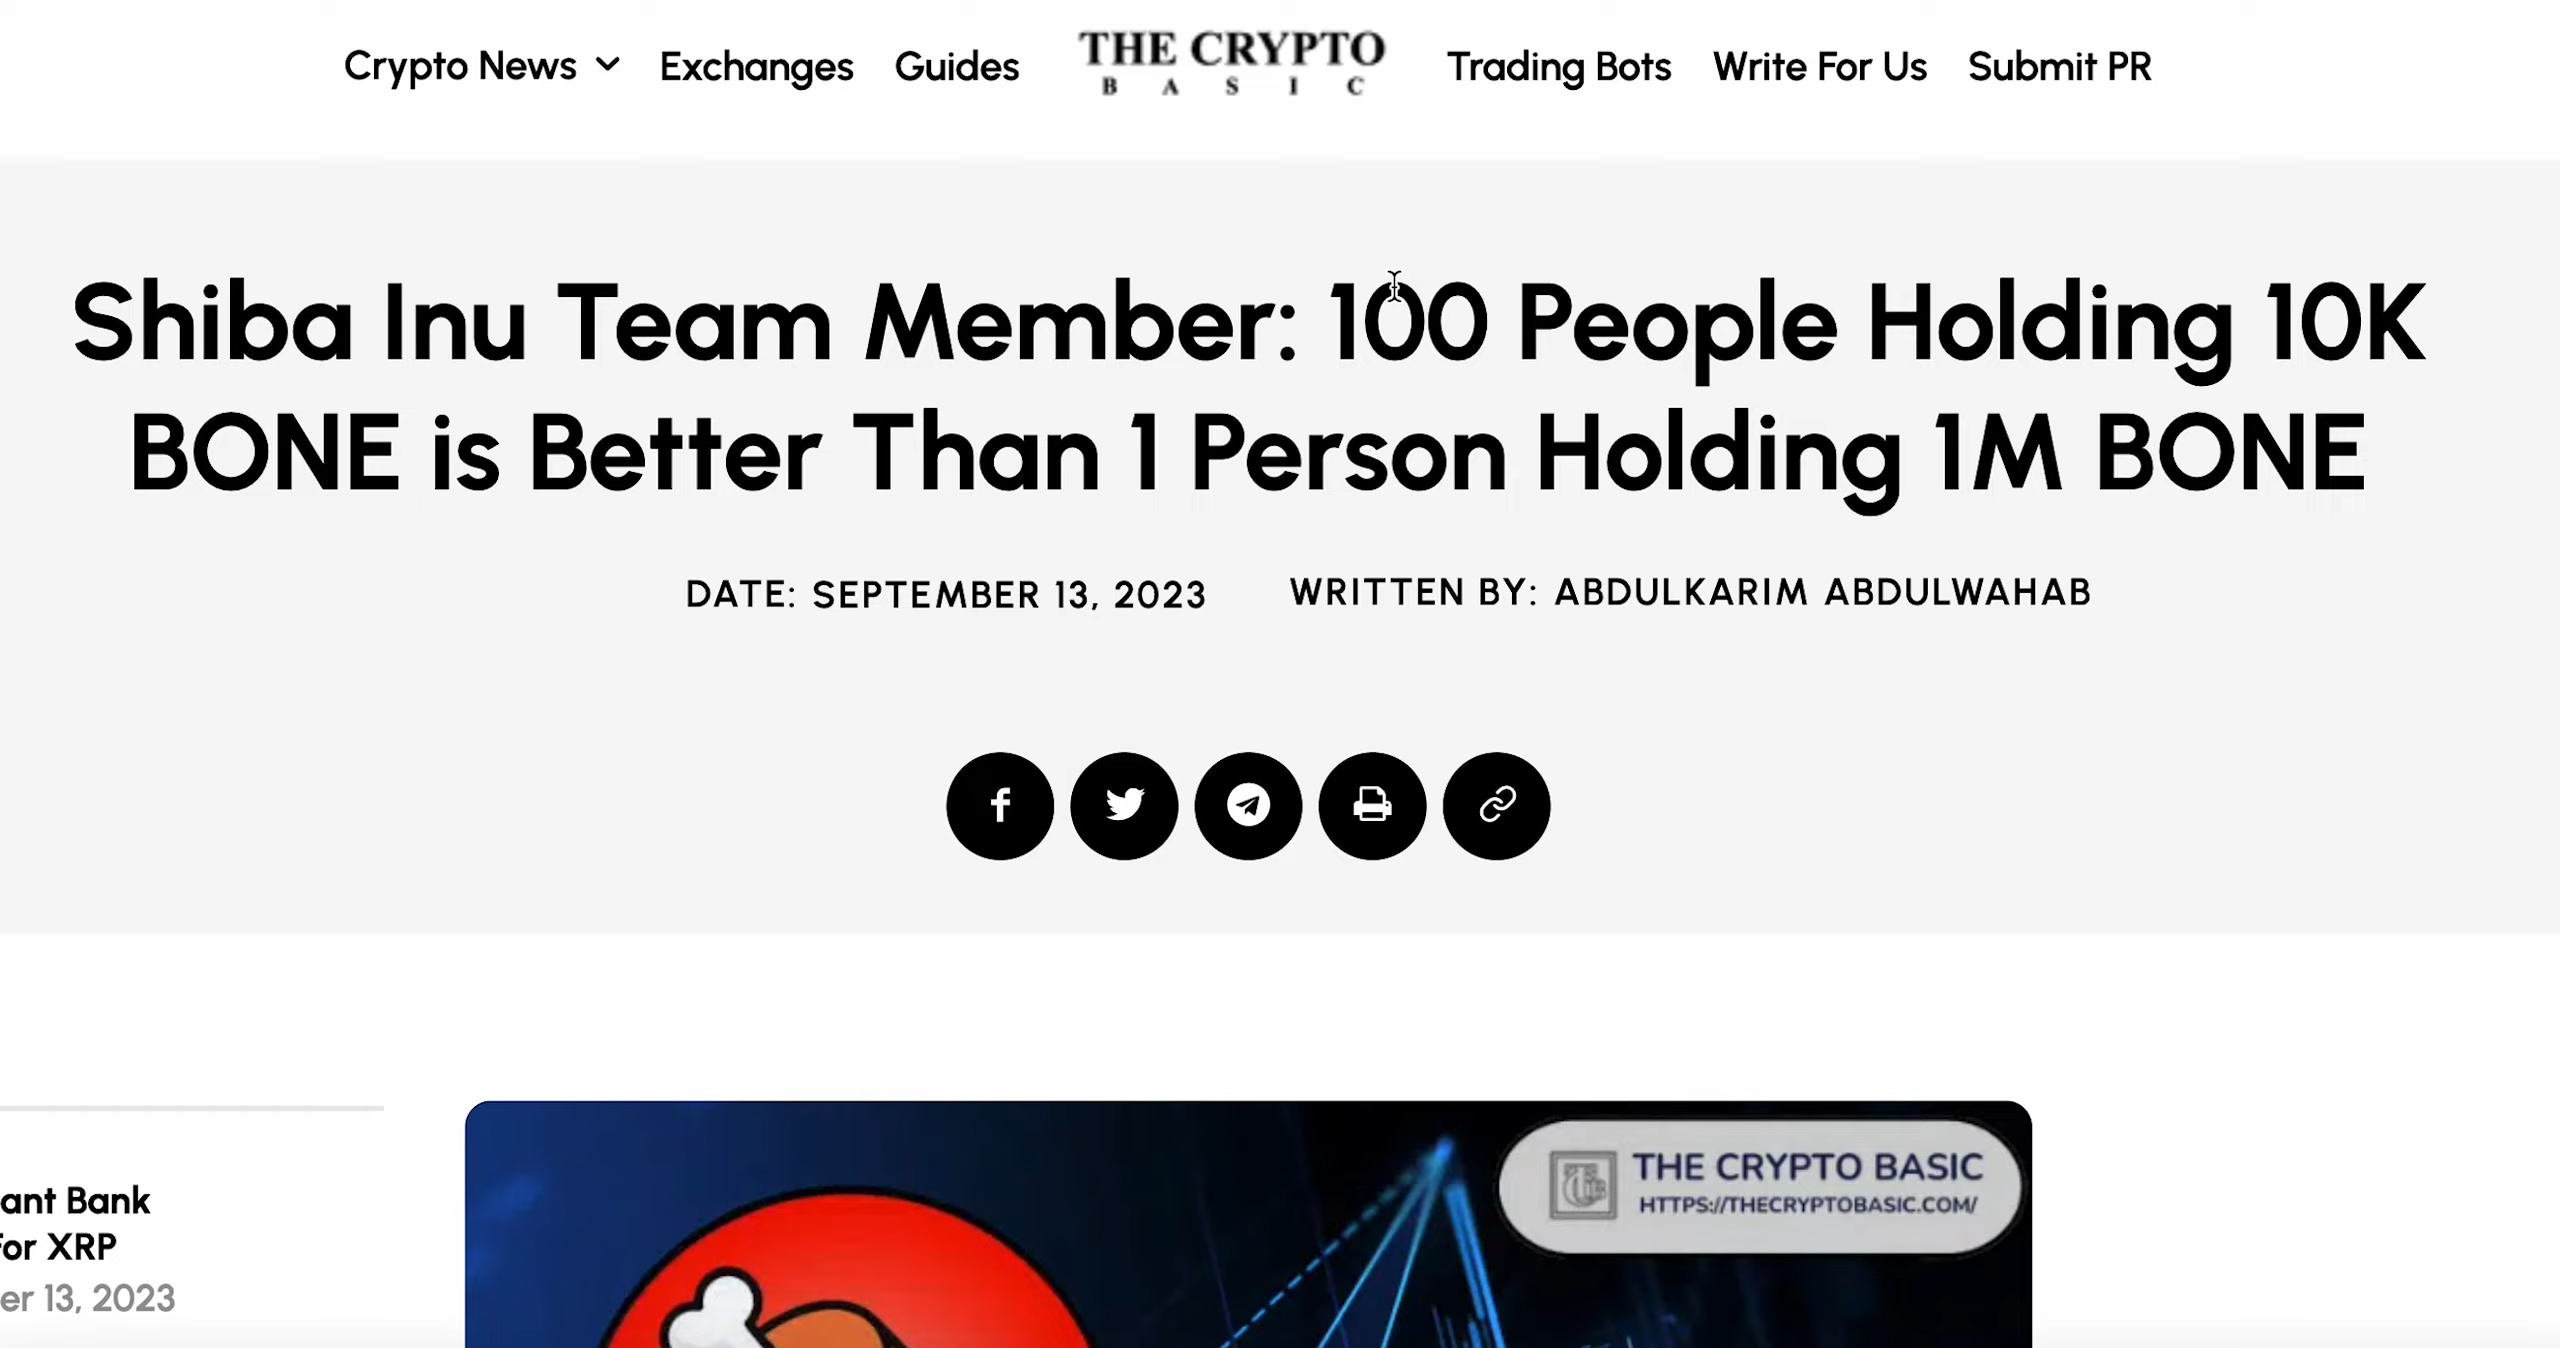 Crypto News Exchanges Guides THE CRYPTO BASIC Trading Bots Write For Us Submit PR
Shiba Inu Team Member: 100 People Holding 10K
BONE is Better Than 1 Person Holding 1M BONE
DATE: SEPTEMBER 13, 2023 WRITTEN BY: ABDULKARIM ABDULWAHAB
THE CRYPTO BASIC
HTTPS://THECRYPTOBASIC.COM/
ant Bank
for XRP
er 13, 2023